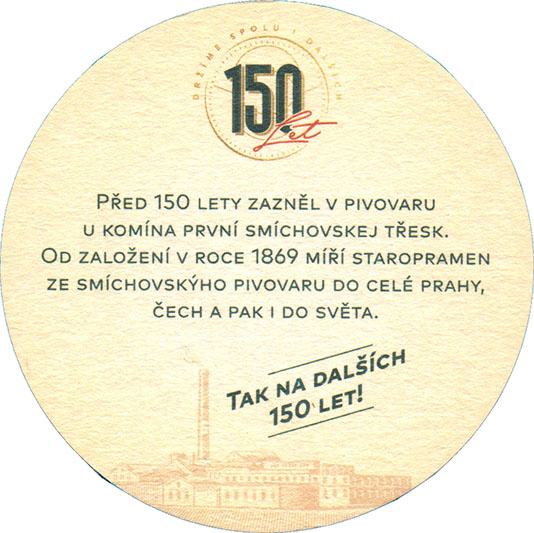 DRŽÍME SPOLU I DALŠÍCH
150
Let
PŘED 150 LETY ZAZNĚL V PIVOVARU
U KOMÍNA PRVNÍ SMÍCHOVSKEJ TŘESK.
OD ZALOŽENÍ V ROCE 1869 MÍŘÍ STAROPRAMEN
ZE SMÍCHOVSKÝHO PIVOVARU DO CELÉ PRAHY,
ČECH A PAK I DO SVĚTA.
TAK NA DALŠÍCH
150 LET!